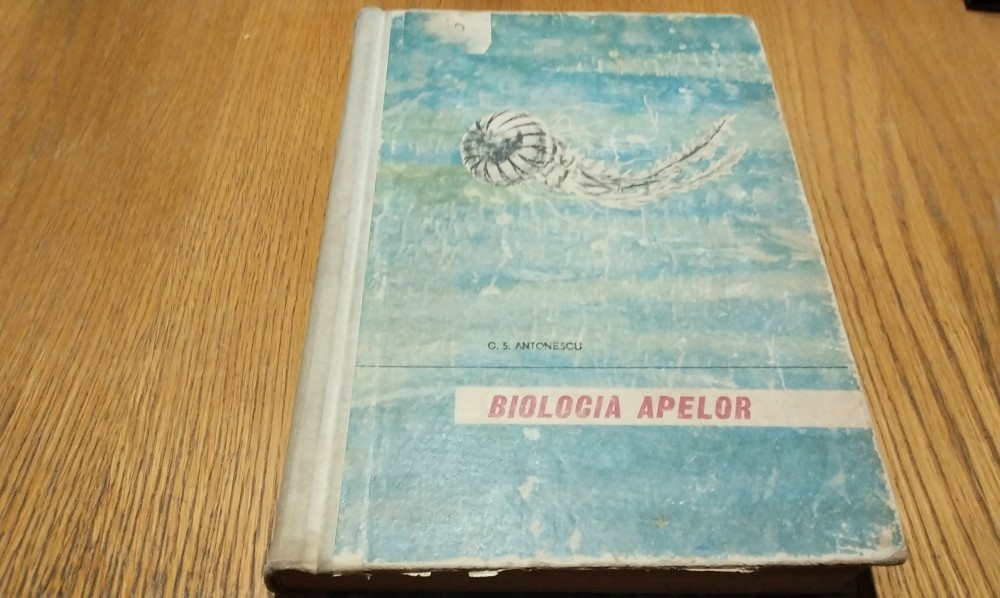 C. S. ANTONESCU
BIOLOGIA APELOR